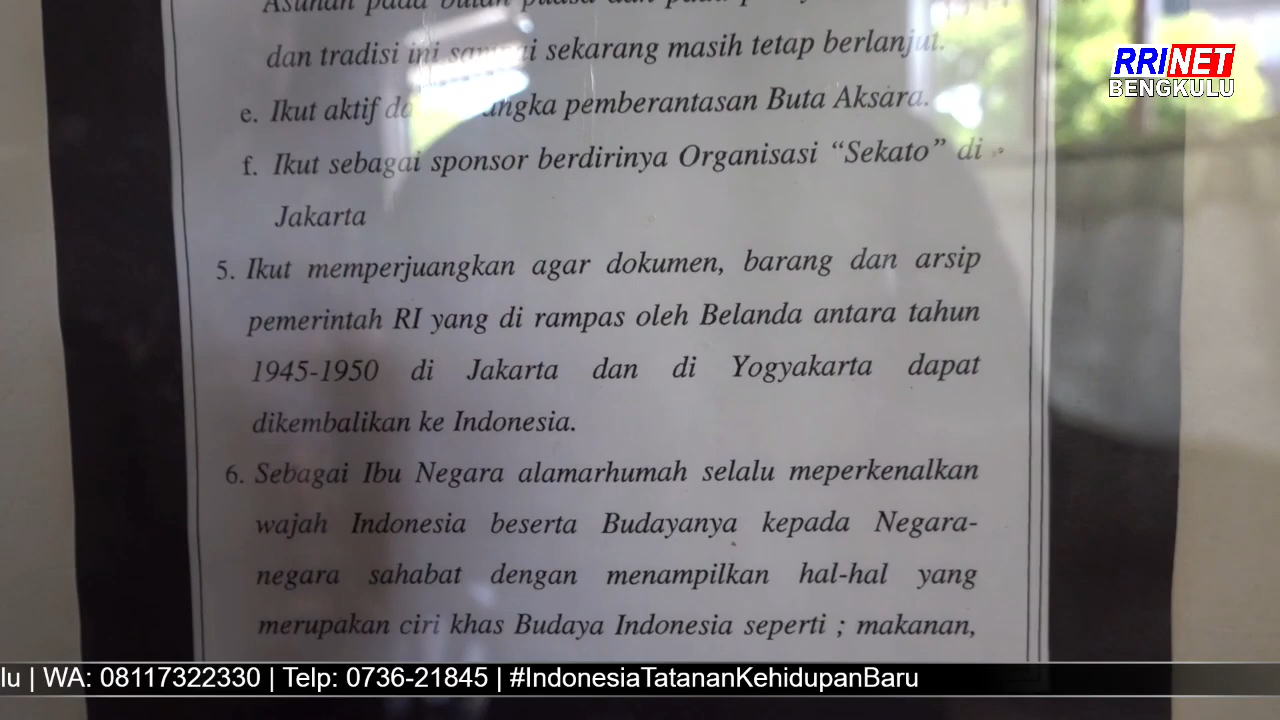 dan tradisi ini sampai sekarang masih tetap berlanjut.
e. Ikut aktif angka pemberantasan Buta Aksara.
f. Ikut sebagai sponsor berdirinya Organisasi “Sekato” di
Jakarta
5. Ikut memperjuangkan agar dokumen, barang dan arsip
pemerintah RI yang di rampas oleh Belanda antara tahun
1945-1950 di Jakarta dan di Yogyakarta dapat
dikembalikan ke Indonesia.
6. Sebagai Ibu Negara alamarhumah selalu meperkenalkan
wajah Indonesia beserta Budayanya kepada Negara-
negara sahabat dengan menampilkan hal-hal yang
merupakan ciri khas Budaya Indonesia seperti ; makanan,
RRINET
BENGKULU
lu | WA: 08117322330 | Telp: 0736-21845 | #IndonesiaTatananKehidupanBaru